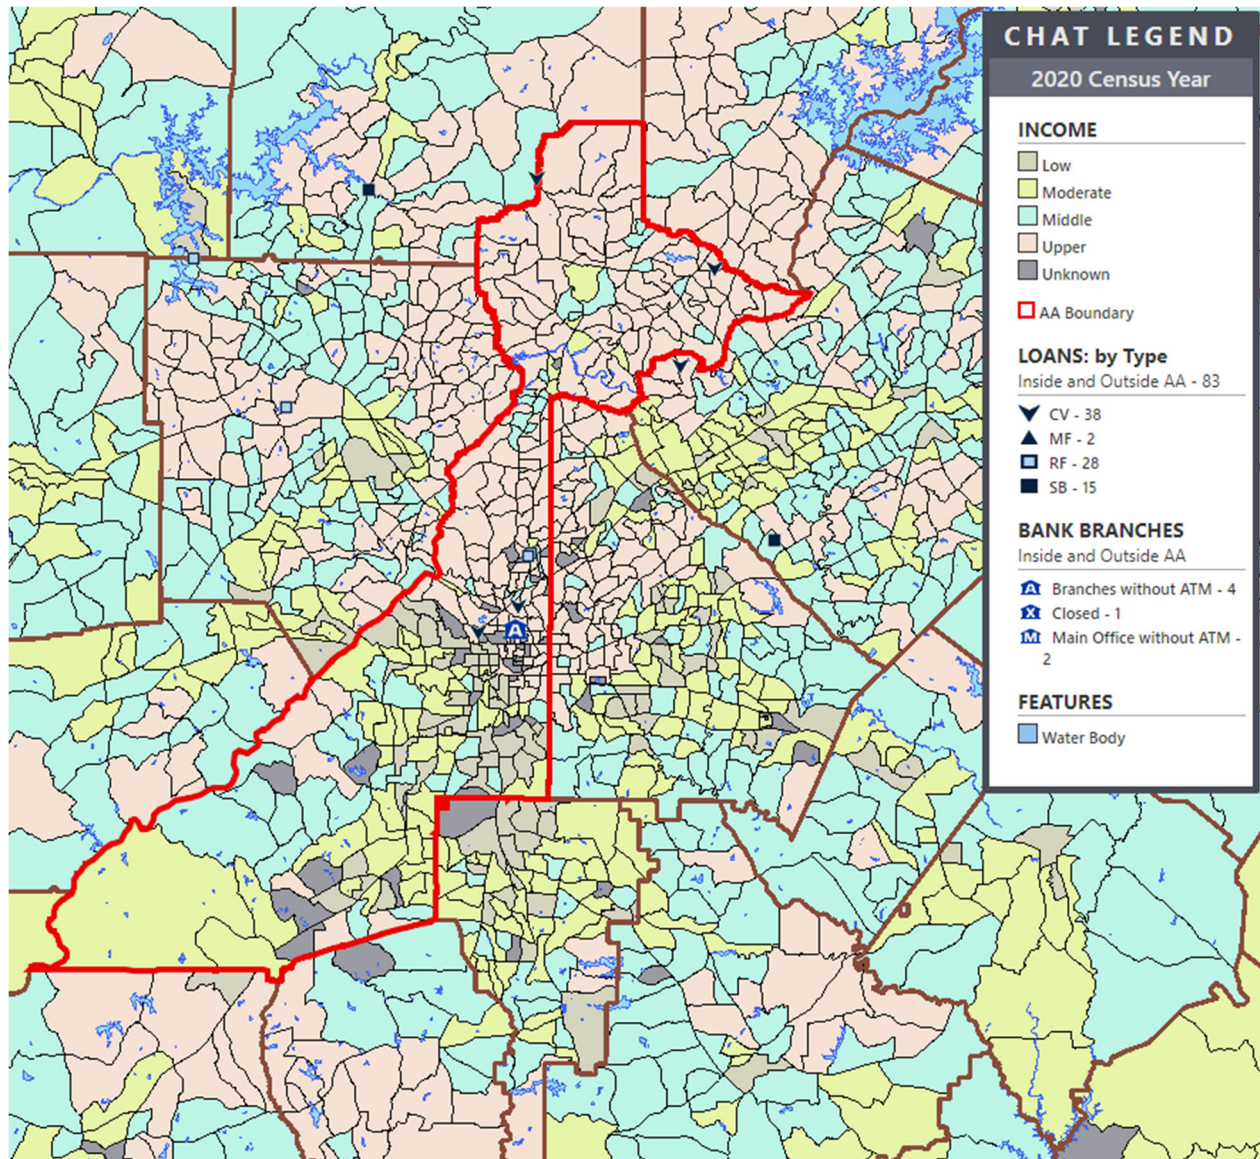 CHAT LEGEND
2020 Census Year
INCOME
Low
Moderate
Middle
Upper
Unknown
AA Boundary
LOANS: by Type
Inside and Outside AA - 83
CV - 38
MF - 2
RF - 28
SB - 15
BANK BRANCHES
Inside and Outside AA
A Branches without ATM - 4
X Closed - 1
M Main Office without ATM -
2
FEATURES
Water Body
A